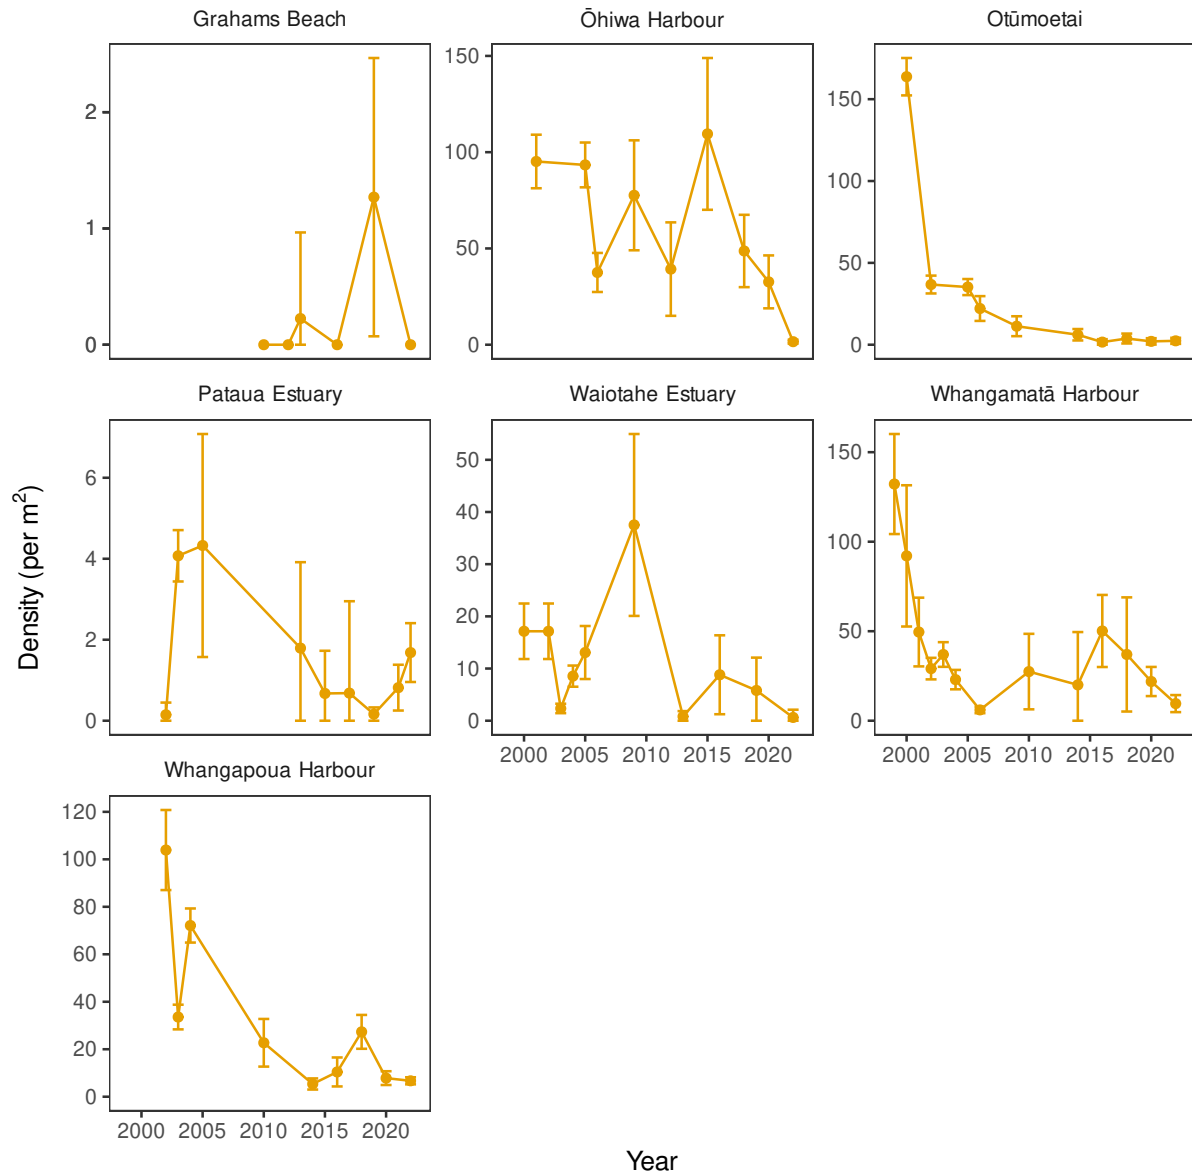 Grahams Beach
Ōhiwa Harbour
Otūmoetai
2
1
0
150
100
50
0
150
100
50
0
Pataua Estuary
Waiotahe Estuary
Whangamatā Harbour
6
4
2
0
50
40
30
20
10
0
2000 2005 2010 2015 2020
150
100
50
0
2000 2005 2010 2015 2020
Whangapoua Harbour
120
100
80
60
40
20
0
2000 2005 2010 2015 2020
Density (per m²)
Year